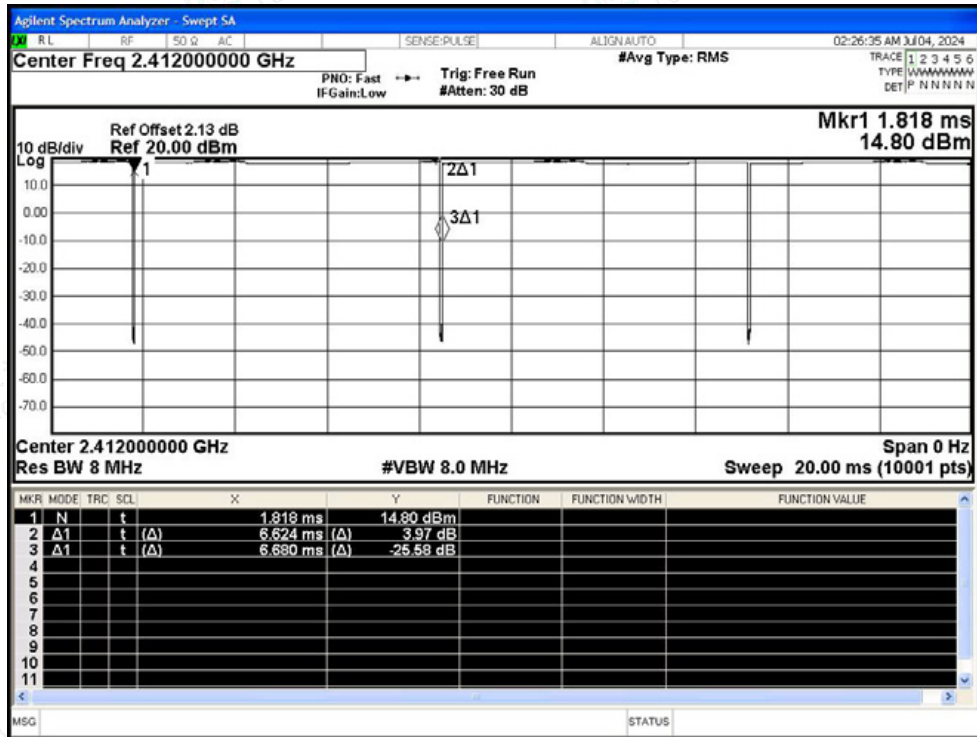 Agilent Spectrum Analyzer - Swept SA
RL RF 50 Ω AC SENSE:PULSE ALIGNAUTO 02:26:35 AM Jul 04, 2024
Center Freq 2.412000000 GHz #Avg Type: RMS TRACE 1 2 3 4 5 6
PNO: Fast Trig: Free Run TYPE WWWWWW
IFGain:Low #Atten: 30 dB DET P N N N N N
Mkr1 1.818 ms
Ref Offset 2.13 dB
10 dB/div Ref 20.00 dBm 14.80 dBm
Log
1 2Δ1
10.0
0.00 3Δ1
-10.0
-20.0
-30.0
-40.0
-50.0
-60.0
-70.0
Center 2.412000000 GHz Span 0 Hz
Res BW 8 MHz #VBW 8.0 MHz Sweep 20.00 ms (10001 pts)
MKR MODE TRC SCL X Y FUNCTION FUNCTION WIDTH FUNCTION VALUE
1 N t 1.818 ms 14.80 dBm
2 Δ1 t (Δ) 6.624 ms (Δ) 3.97 dB
3 Δ1 t (Δ) 6.680 ms (Δ) -25.58 dB
4
5
6
7
8
9
10
11
MSG STATUS